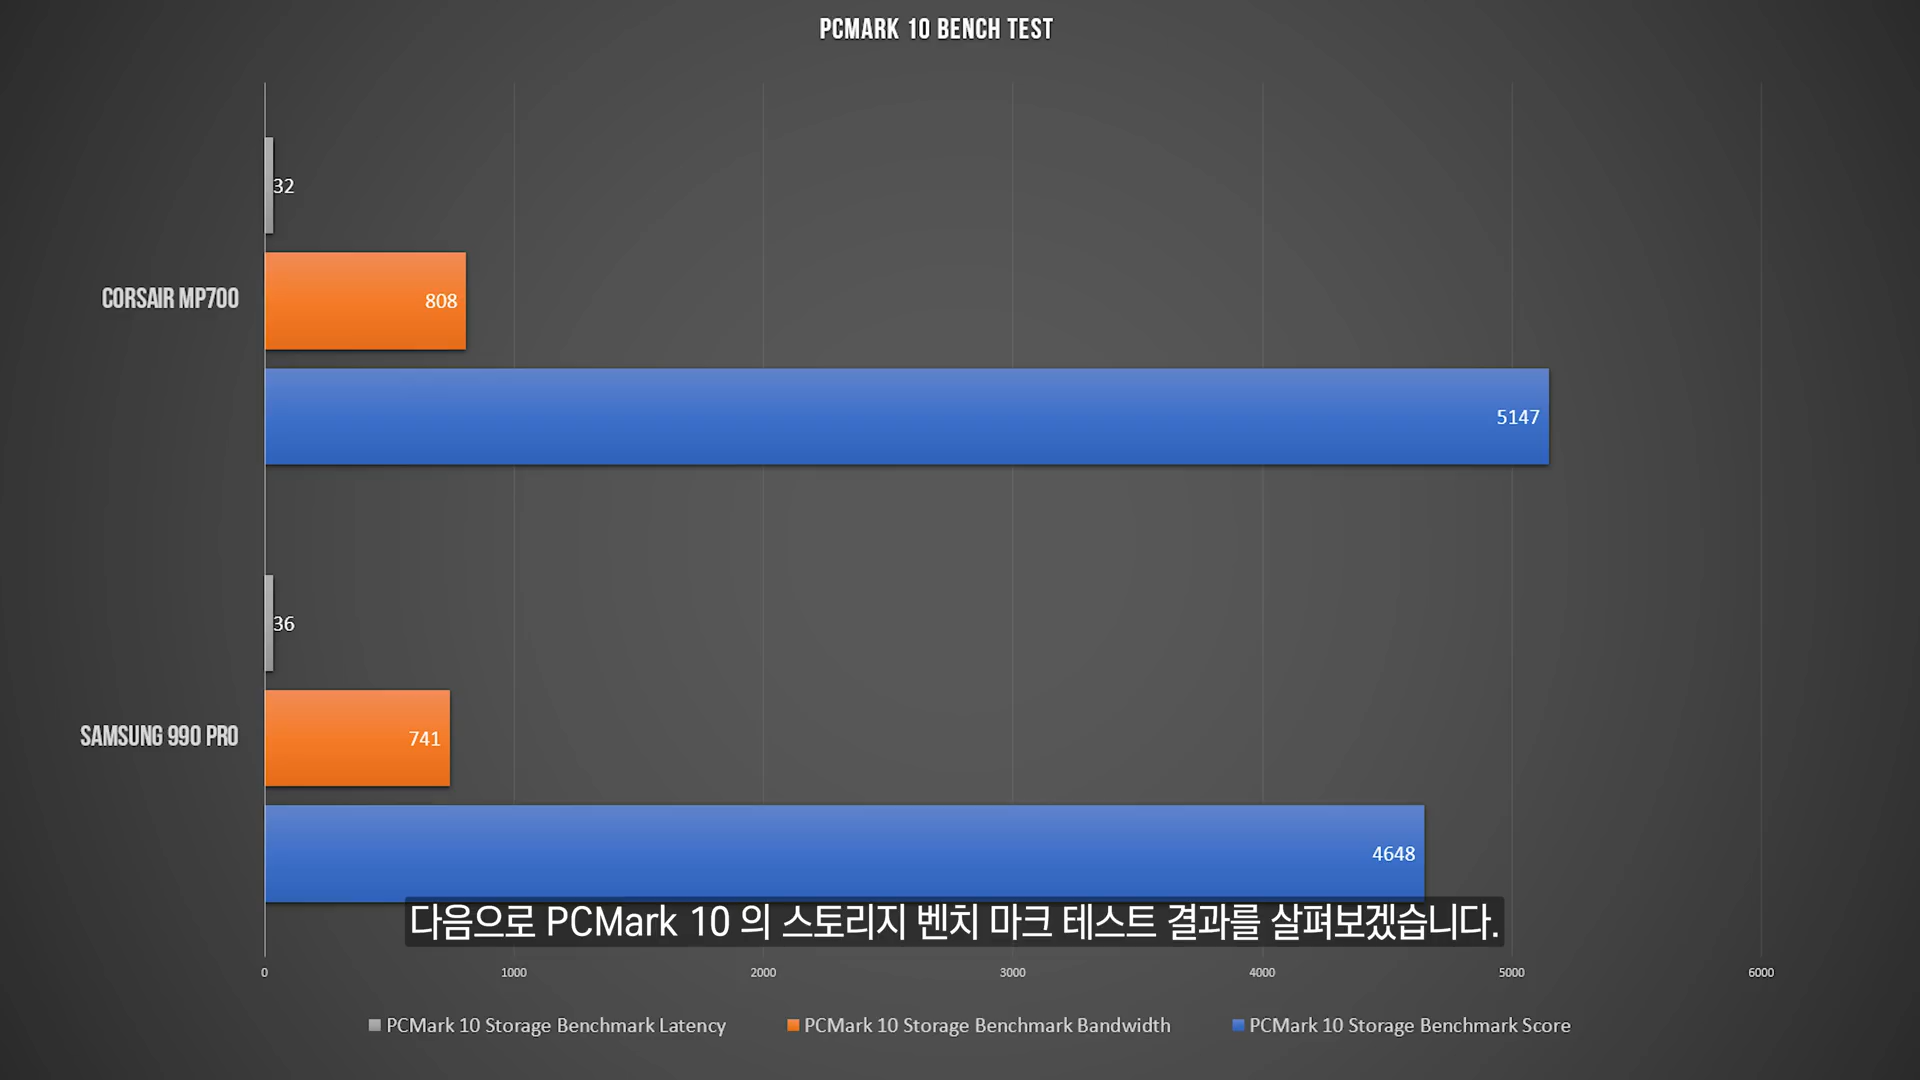 PCMARK 10 BENCH TEST
32
CORSAIR MP700
808
5147
36
SAMSUNG 990 PRO
741
4648
다음으로 PCMark 10 의 스토리지 벤치 마크 테스트 결과를 살펴보겠습니다.
0 1000 2000 3000 4000 5000 6000
PCMark 10 Storage Benchmark Latency PCMark 10 Storage Benchmark Bandwidth PCMark 10 Storage Benchmark Score